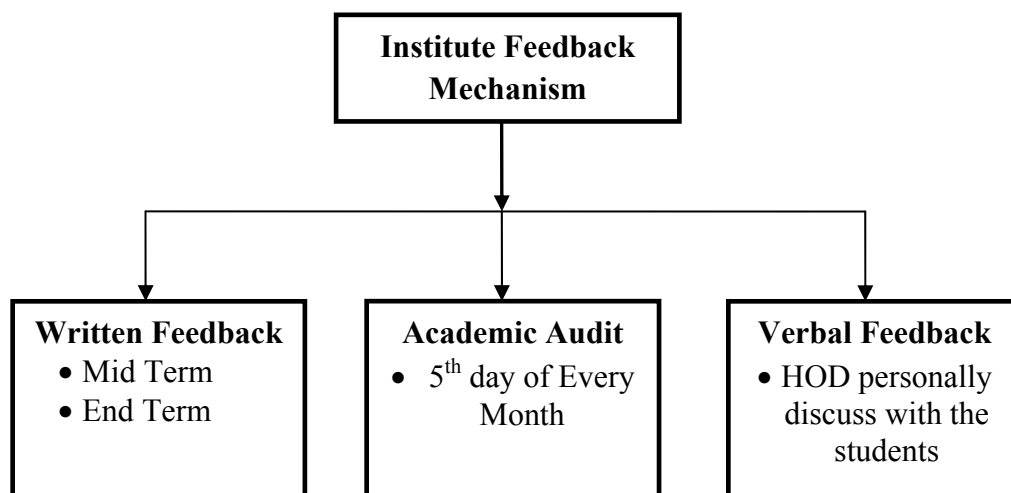 Institute Feedback
Mechanism
Written Feedback
• Mid Term
• End Term
Academic Audit
• 5th day of Every
Month
Verbal Feedback
• HOD personally
discuss with the
students